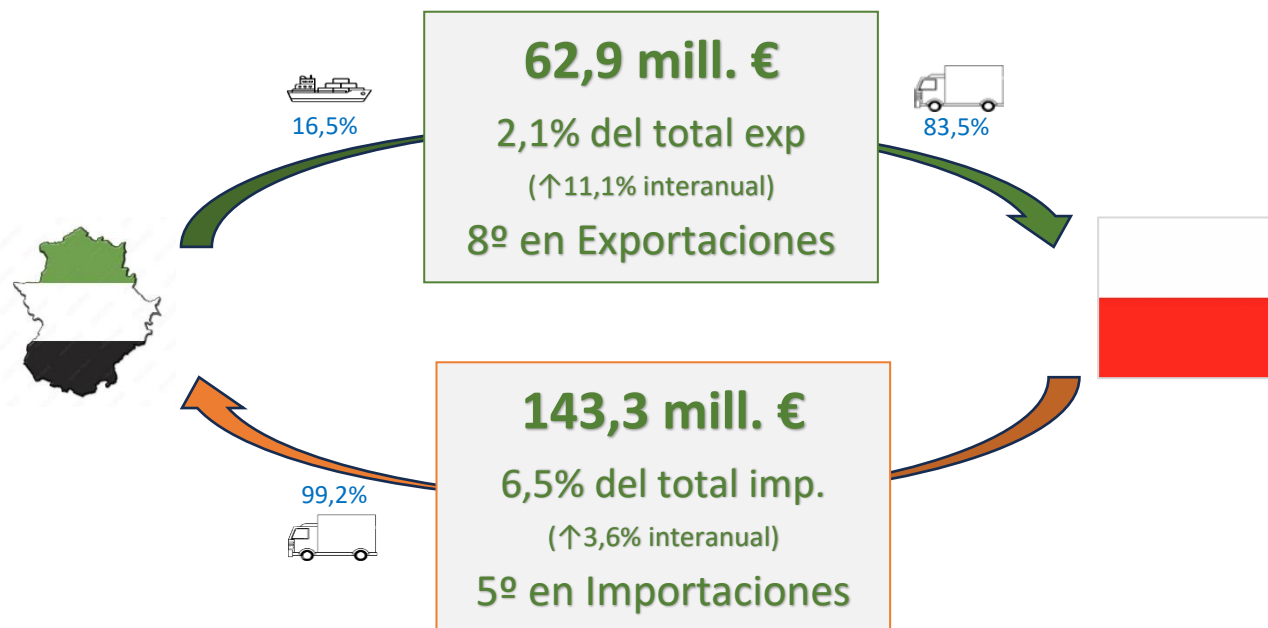 62,9 mill. €
16,5%
83,5%
2,1% del total exp
(↑11,1% interanual)
8º en Exportaciones
143,3 mill. €
6,5% del total imp.
99,2%
(↑3,6% interanual)
5º en Importaciones